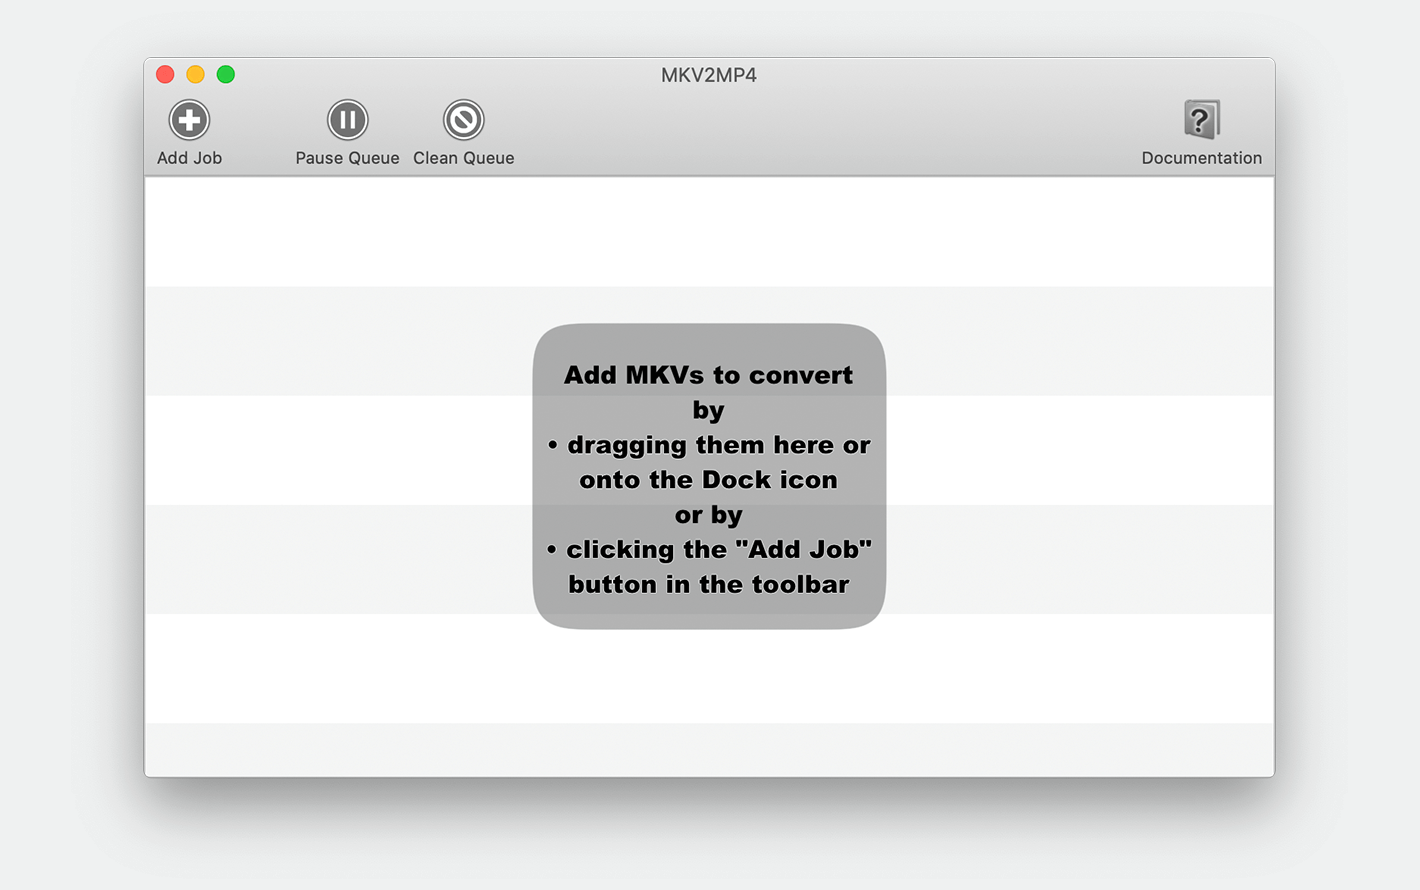 MKV2MP4
Add Job
Pause Queue
Clean Queue
Documentation
Add MKVs to convert
by
• dragging them here or
onto the Dock icon
or by
• clicking the "Add Job"
button in the toolbar